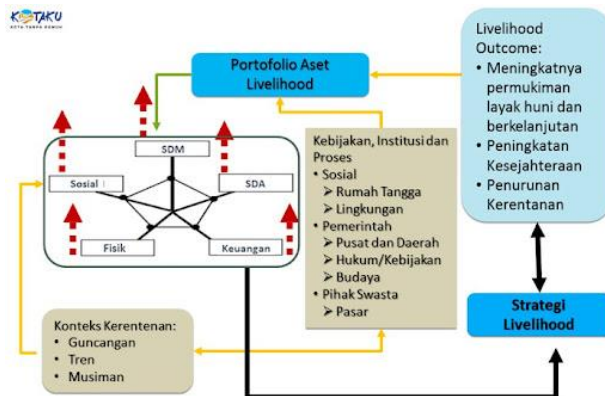 KOTAKU
KOTA TANPA KUMUH
Portofolio Aset
Livelihood
Livelihood
Outcome:
• Meningkatnya
permukiman
layak huni dan
berkelanjutan
• Peningkatan
Kesejahteraan
• Penurunan
Kerentanan
SDM
Sosial
SDA
Fisik
Keuangan
Kebijakan, Institusi dan
Proses
• Sosial
➢ Rumah Tangga
➢ Lingkungan
• Pemerintah
➢ Pusat dan Daerah
➢ Hukum/Kebijakan
➢ Budaya
• Pihak Swasta
➢ Pasar
Konteks Kerentenan:
• Guncangan
• Tren
• Musiman
Strategi
Livelihood